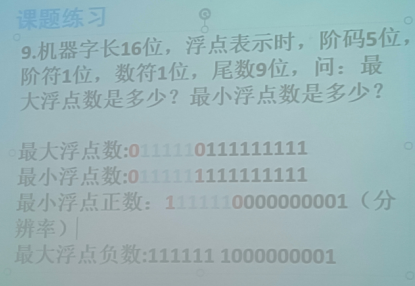 课题练习
9.机器字长16位，浮点表示时，阶码5位，
阶符1位，数符1位，尾数9位，问：最
大浮点数是多少？最小浮点数是多少？
最大浮点数:0111110111111111
最小浮点数:0111111111111111
最小浮点正数：1111110000000001（分
辨率）
最大浮点负数:111111 1000000001